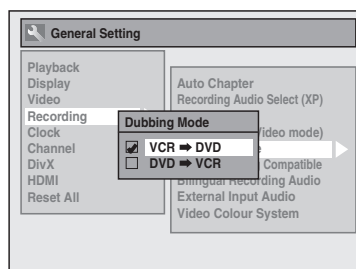 General Setting
Playback
Display
Video
Recording
Clock
Channel
DivX
HDMI
Reset All
Auto Chapter
Recording Audio Select (XP)
Dubbing Mode
VCR ➡ DVD
DVD ➡ VCR
Video mode)
Compatible
Bilingual Recording Audio
External Input Audio
Video Colour System